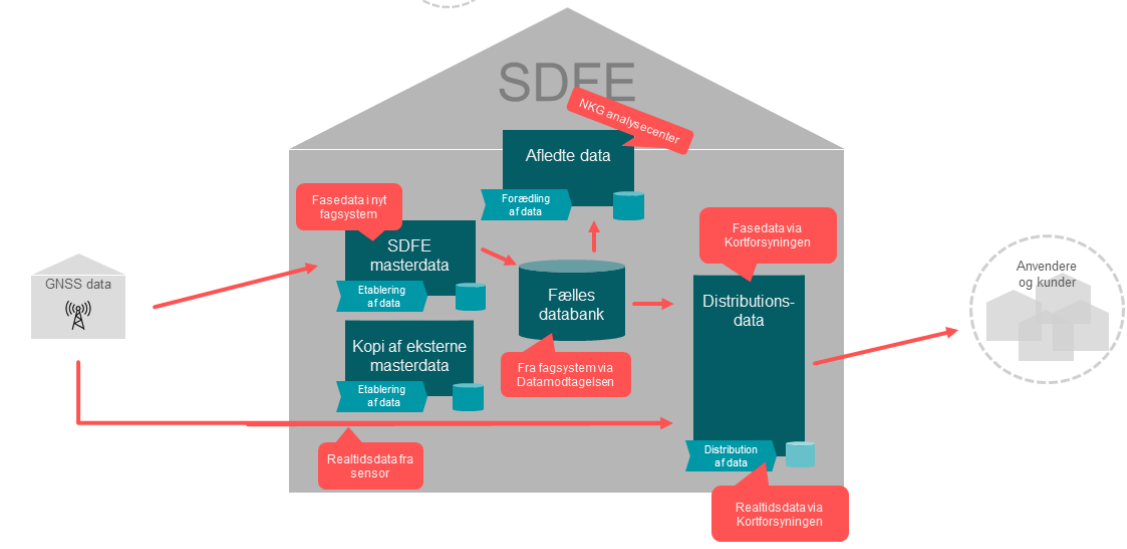 SDFE
NKG analysecenter
Afledte data
Forædling
af data
Fasedata i nyt
fagsystem
SDFE
masterdata
Etablering
af data
Kopi af eksterne
masterdata
Etablering
af data
GNSS data
Fælles
databank
Fra fagsystem via
Datamodtagelsen
Fasedata via
Kortforsyningen
Distributions-
data
Distribution
af data
Realtidsdata fra
sensor
Realtidsdata via
Kortforsyningen
Anvendere
og kunder